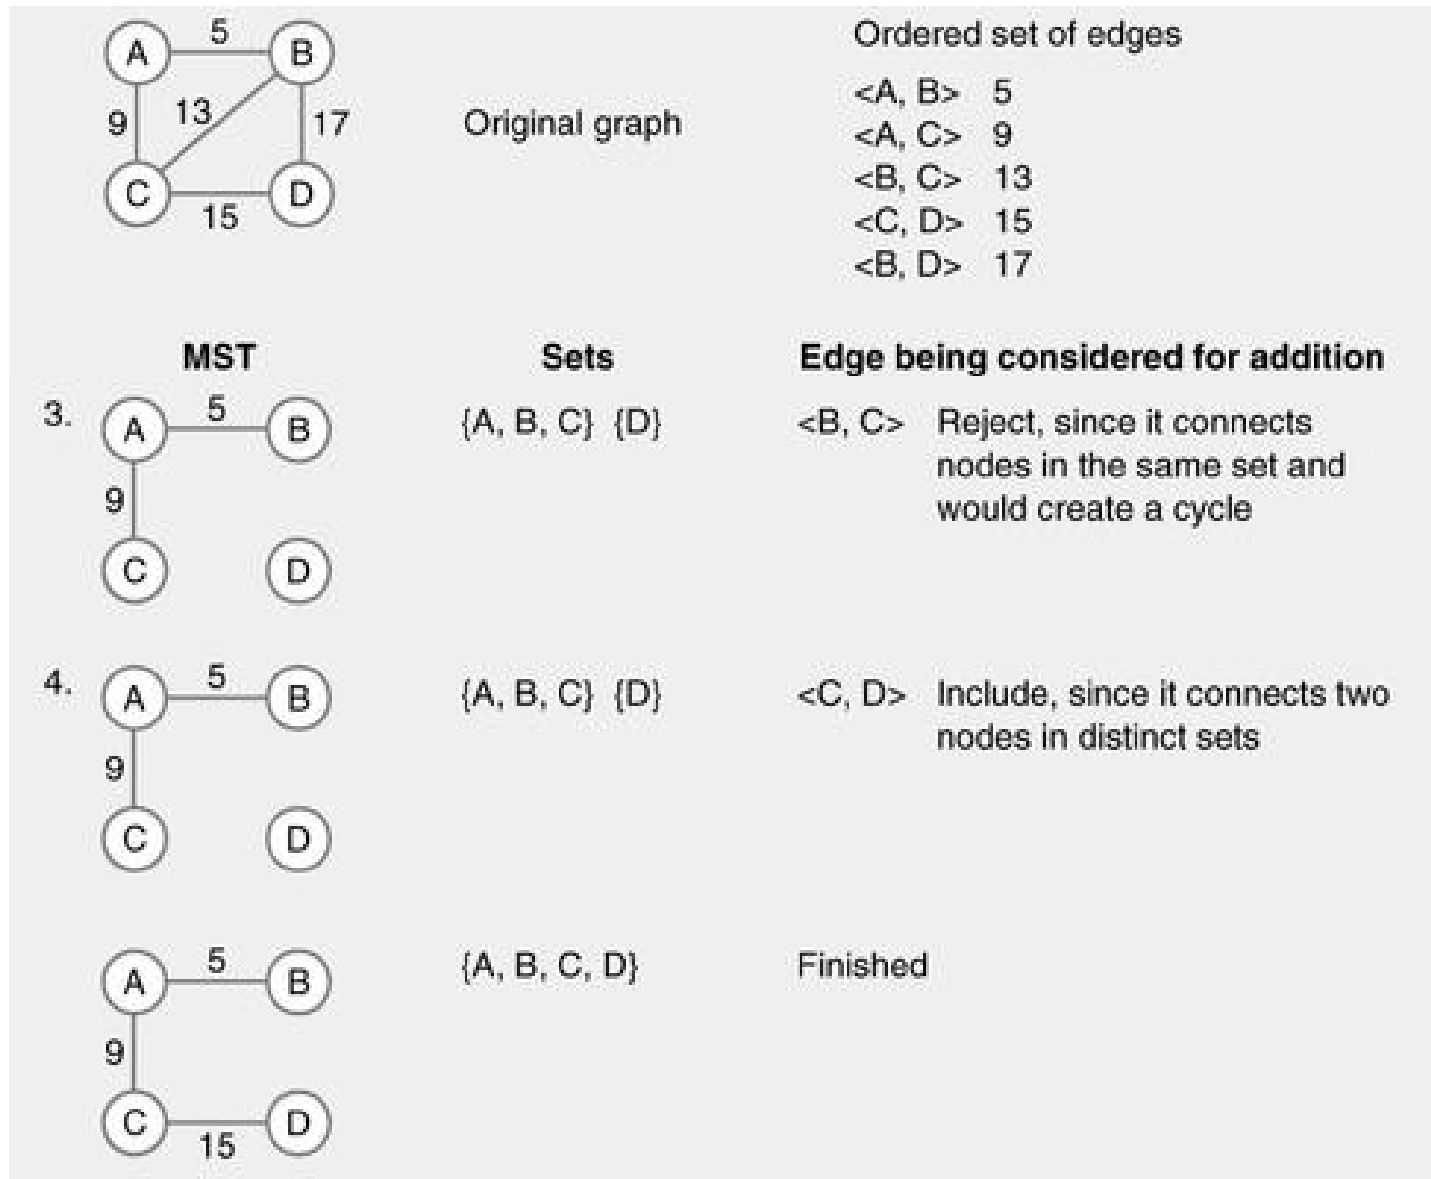 5
A B
9 13 17
C D
15
Original graph
Ordered set of edges
<A, B> 5
<A, C> 9
<B, C> 13
<C, D> 15
<B, D> 17
MST Sets Edge being considered for addition
3.
5
A B
9
C D
{A, B, C} {D}
<B, C> Reject, since it connects
nodes in the same set and
would create a cycle
4.
5
A B
9
C D
{A, B, C} {D}
<C, D> Include, since it connects two
nodes in distinct sets
5
A B
9
C D
15
{A, B, C, D}
Finished